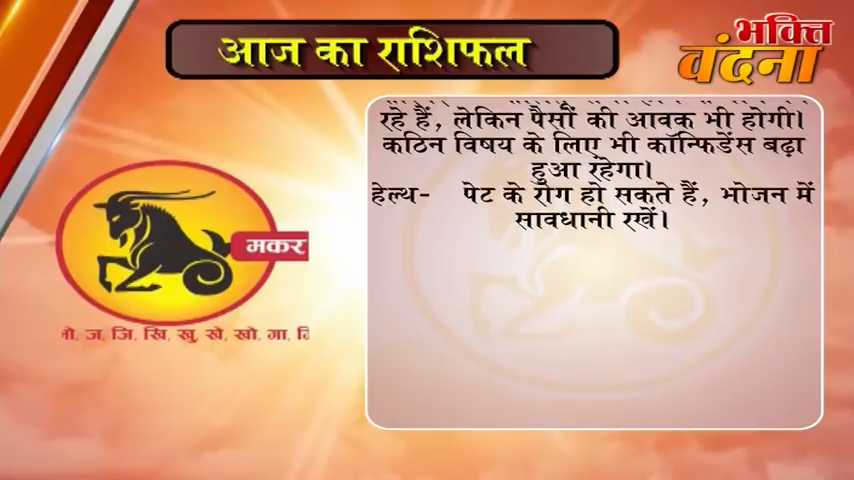 आज का राशिफल
भक्ति
वंदना
रहे हैं, लेकिन पैसों की आवक भी होगी।
कठिन विषय के लिए भी कॉन्फिडेंस बढ़ा
हुआ रहेगा।
हेल्थ- पेट के रोग हो सकते हैं, भोजन में
सावधानी रखें।
मकर
ज, जि, खि, खु, खे, खो, गा,